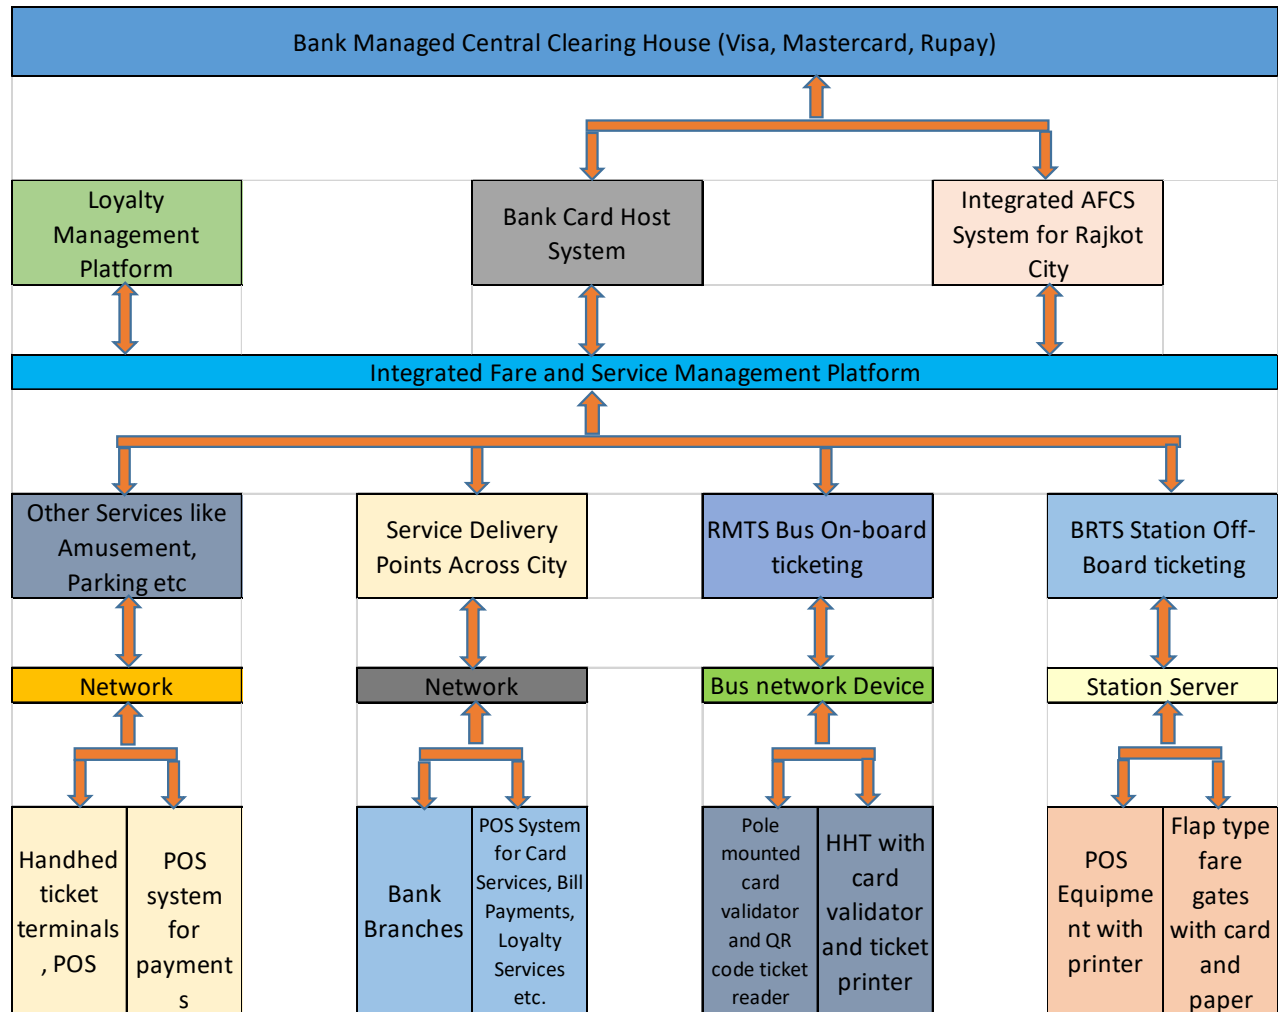 Bank Managed Central Clearing House (Visa, Mastercard, Rupay)
Loyalty
Management
Platform
Bank Card Host
System
Integrated AFCS
System for Rajkot
City
Integrated Fare and Service Management Platform
Other Services like
Amusement,
Parking etc
Service Delivery
Points Across City
RMTS Bus On-board
ticketing
BRTS Station Off-
Board ticketing
Network
Network
Bus network Device
Station Server
Handhed
ticket
terminals
, POS
POS
system
for
payment
s
Bank
Branches
POS System
for Card
Services, Bill
Payments,
Loyalty
Services
etc.
Pole
mounted
card
validator
and QR
code ticket
reader
HHT with
card
validator
and ticket
printer
POS
Equipme
nt with
printer
Flap type
fare
gates
with card
and
paper